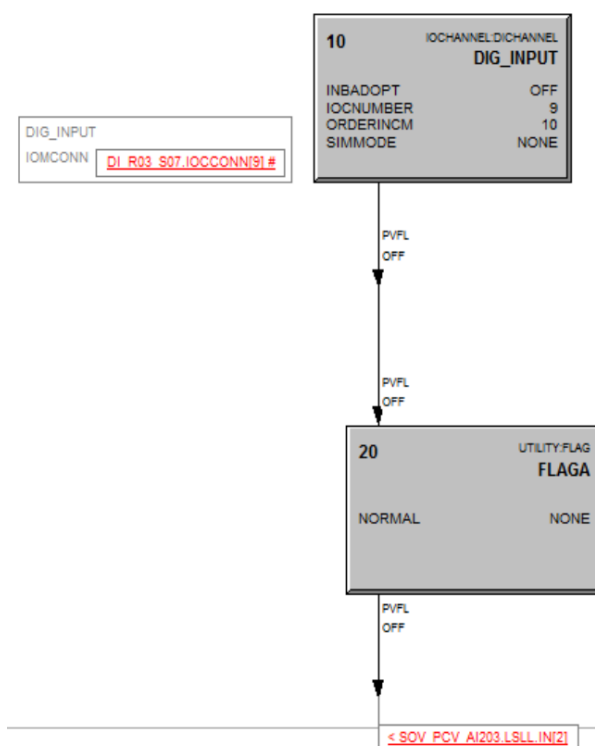 10 IOCHANNEL:DICHANNEL
DIG_INPUT
INBADOPT OFF
IOCNUMBER 9
ORDERINCM 10
SIMMODE NONE
DIG_INPUT
IOMCONN DI_R03_S07.IOCCONN[9] #
PVFL
OFF
PVFL
OFF
20 UTILITY:FLAG
FLAGA
NORMAL NONE
PVFL
OFF
< SOV_PCV_AI203.LSLL.IN[2]